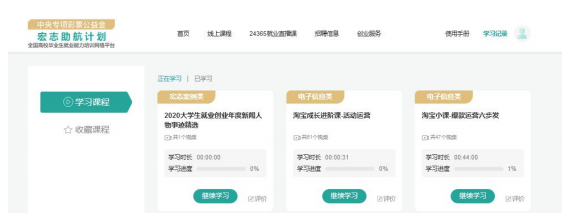 中央专项彩票公益金
宏志助航计划
全国高校毕业生就业能力培训网络平台
首页 线上课程 24365就业直播课 招聘信息 创业服务 使用手册 学习记录
学习课程
收藏课程
正在学习 | 已学习
宏志案例类
2020大学生就业创业年度新闻人
物事迹精选
共1个视频
学习时长 00:00:00
学习进度 0%
继续学习 评价
电子信息类
淘宝成长进阶课-活动运营
共81个视频
学习时长 00:00:31
学习进度 0%
继续学习 评价
电子信息类
淘宝小课-爆款运营六步发
共47个视频
学习时长 00:44:00
学习进度 1%
继续学习 评价